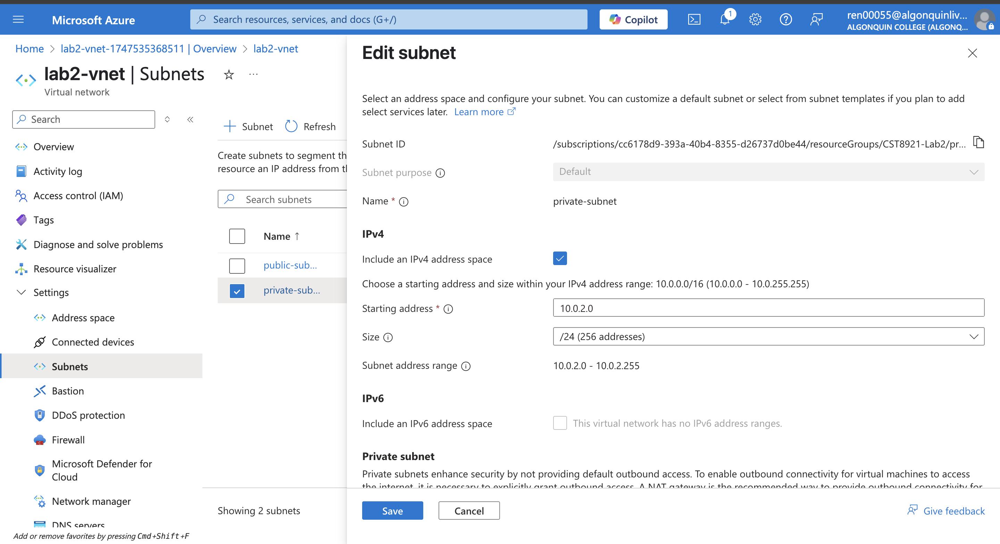 Microsoft Azure
Search resources, services, and docs (G+/)
Copilot
1
ren00055@algonquinliv...
ALGONQUIN COLLEGE (ALGONQ...
Home > lab2-vnet-1747535368511 | Overview > lab2-vnet
lab2-vnet | Subnets
Virtual network
Search
Overview
Activity log
Access control (IAM)
Tags
Diagnose and solve problems
Resource visualizer
Settings
Address space
Connected devices
Subnets
Bastion
DDoS protection
Firewall
Microsoft Defender for
Cloud
Network manager
DNS servers
Add or remove favorites by pressing Cmd+Shift+F
Subnet
Refresh
Create subnets to segment th
resource an IP address from t
Search subnets
Name ↑
public-sub...
private-sub...
Showing 2 subnets
Edit subnet
Select an address space and configure your subnet. You can customize a default subnet or select from subnet templates if you plan to add
select services later. Learn more
Subnet ID
/subscriptions/cc6178d9-393a-40b4-8355-d26737d0be44/resourceGroups/CST8921-Lab2/pr...
Subnet purpose
Default
Name *
private-subnet
IPv4
Include an IPv4 address space
Choose a starting address and size within your IPv4 address range: 10.0.0.0/16 (10.0.0.0 - 10.0.255.255)
Starting address *
10.0.2.0
Size
/24 (256 addresses)
Subnet address range
10.0.2.0 - 10.0.2.255
IPv6
Include an IPv6 address space
This virtual network has no IPv6 address ranges.
Private subnet
Private subnets enhance security by not providing default outbound access. To enable outbound connectivity for virtual machines to access
the internet, it is necessary to explicitly grant outbound access. A NAT gateway is the recommended way to provide outbound connectivity for
Save
Cancel
Give feedback